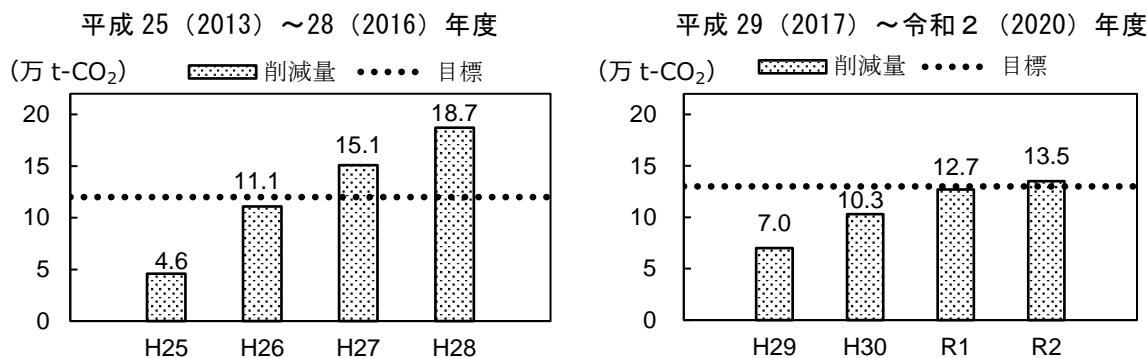 平成 25（2013）～28（2016）年度
（万 t-CO₂）
削減量
目標
20
15
10
5
0
4.6
11.1
15.1
18.7
H25
H26
H27
H28
平成 29（2017）～令和２（2020）年度
（万 t-CO₂）
削減量
目標
20
15
10
5
0
7.0
10.3
12.7
13.5
H29
H30
R1
R2